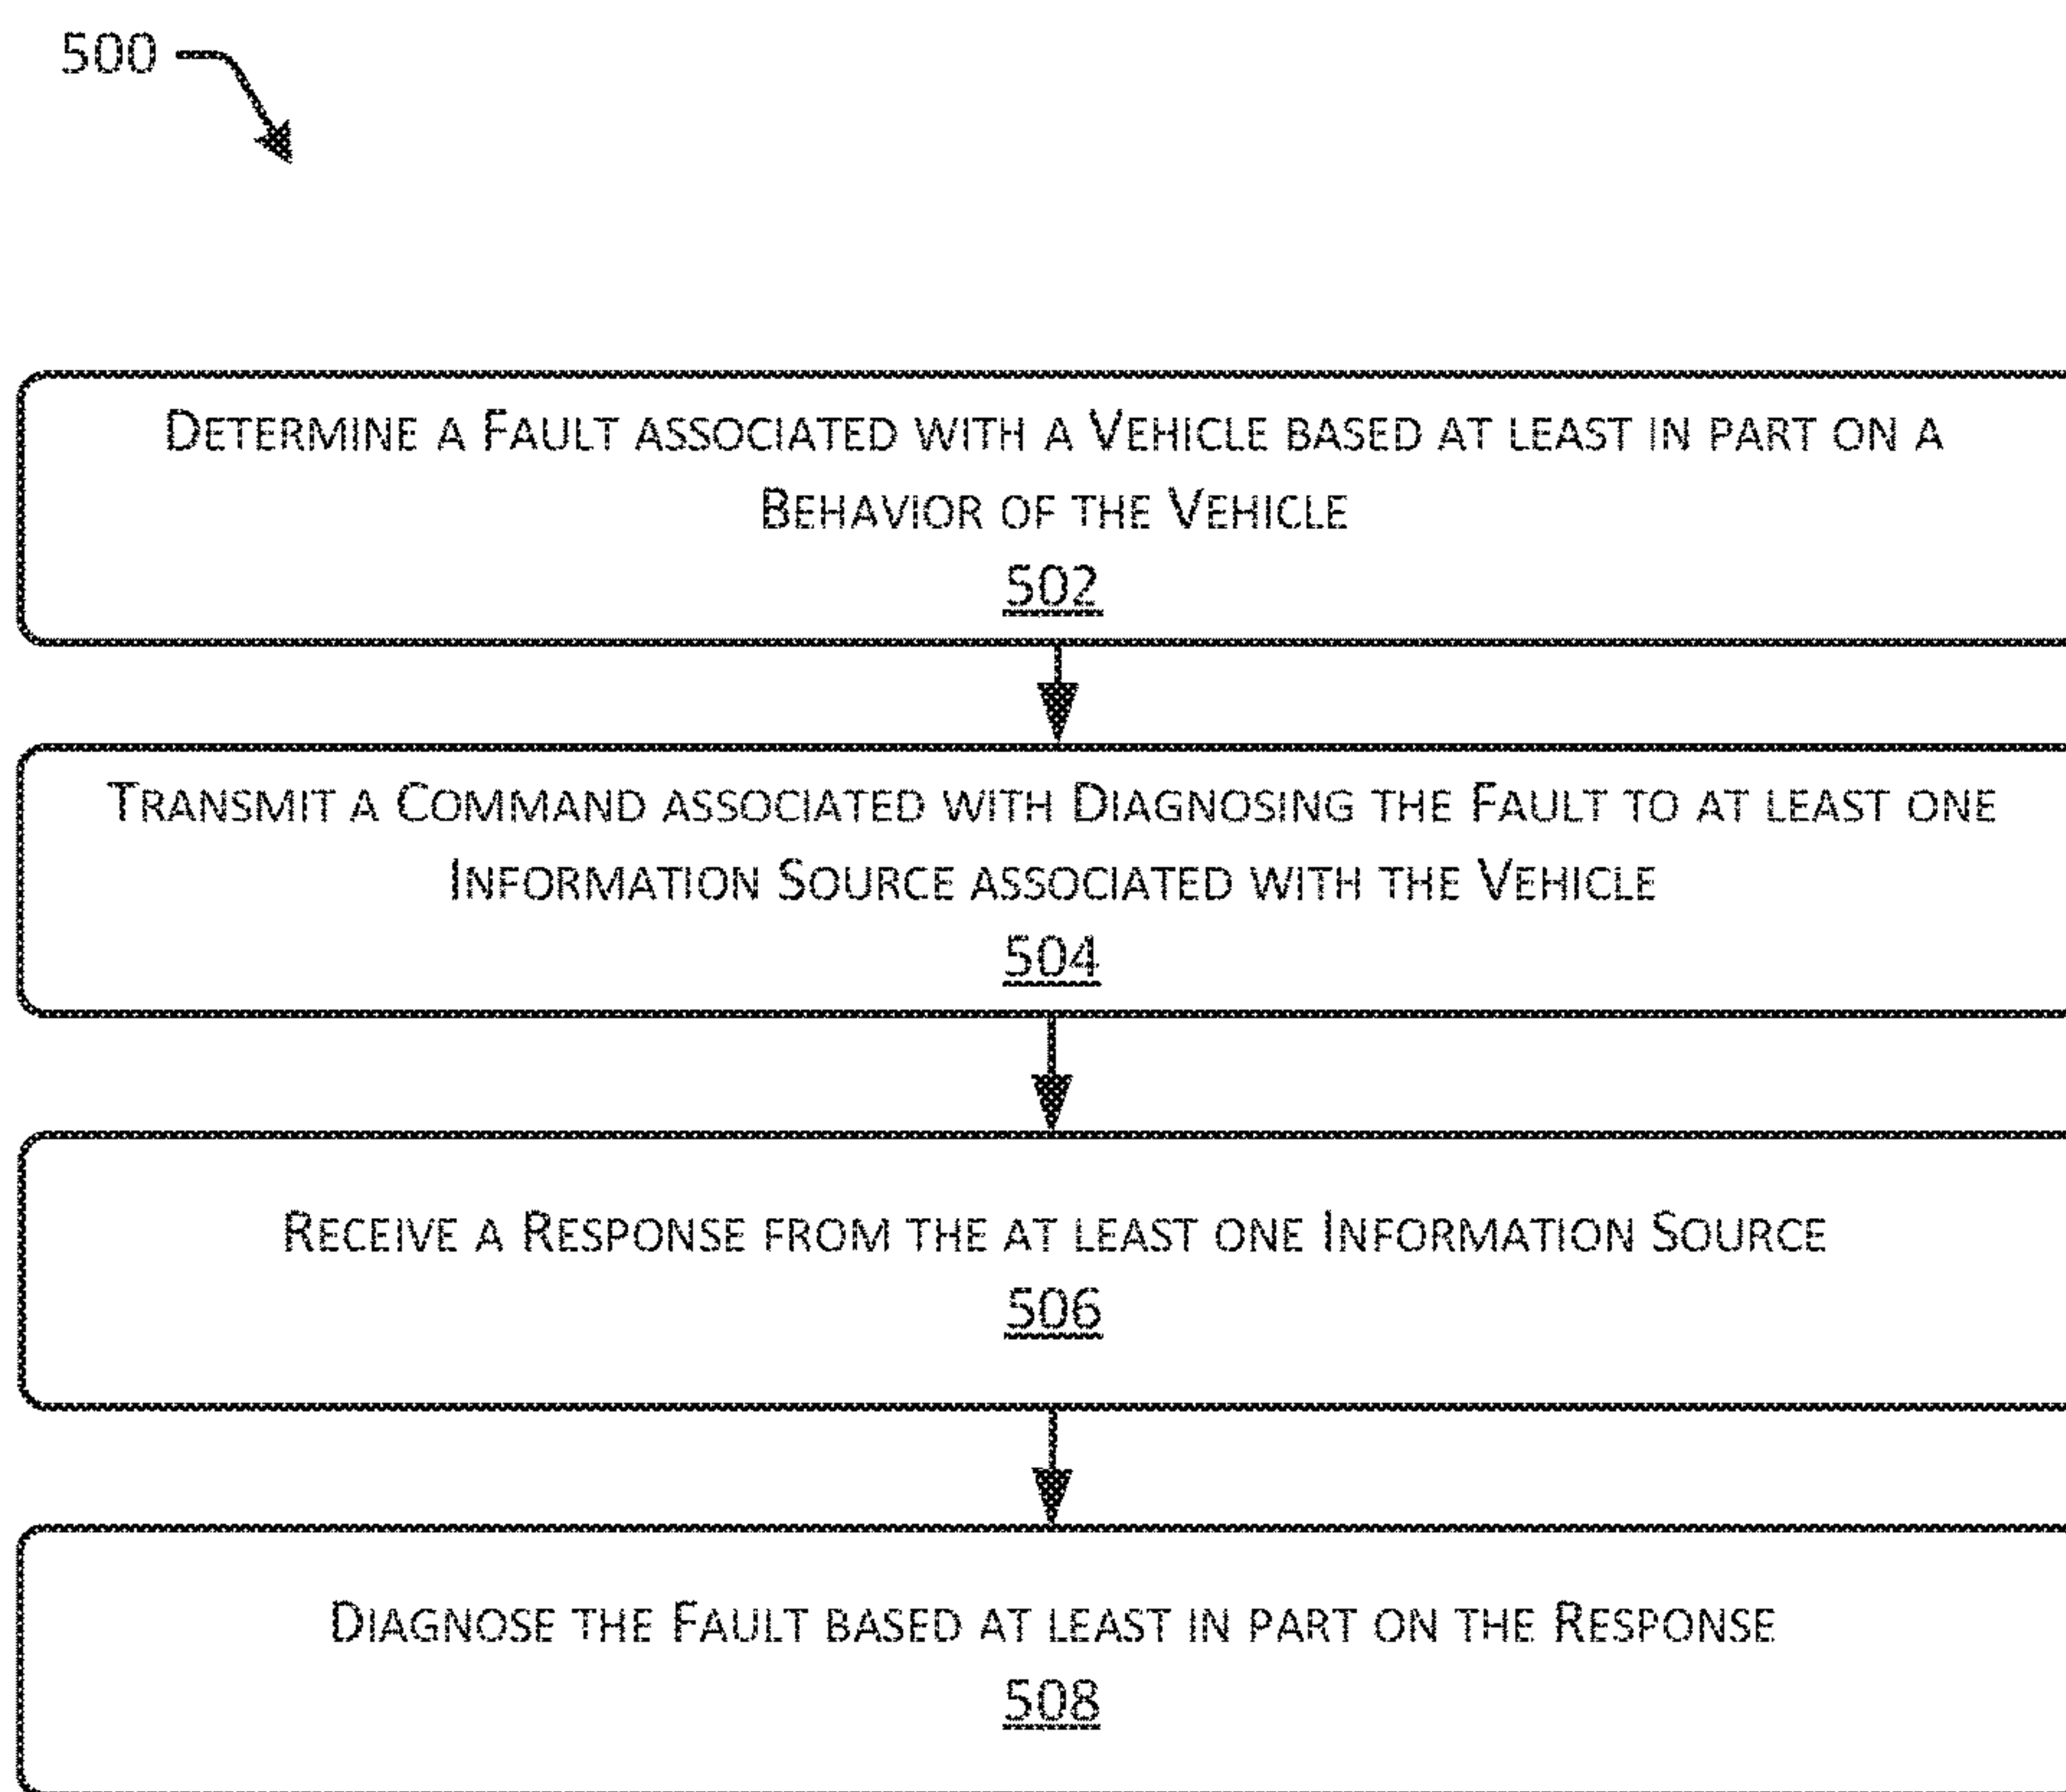 500
Determine a Fault associated with a Vehicle based at least in part on a
Behavior of the Vehicle
502
Transmit a Command associated with Diagnosing the Fault to at least one
Information Source associated with the Vehicle
504
Receive a Response from the at least one Information Source
506
Diagnose the Fault based at least in part on the Response
508